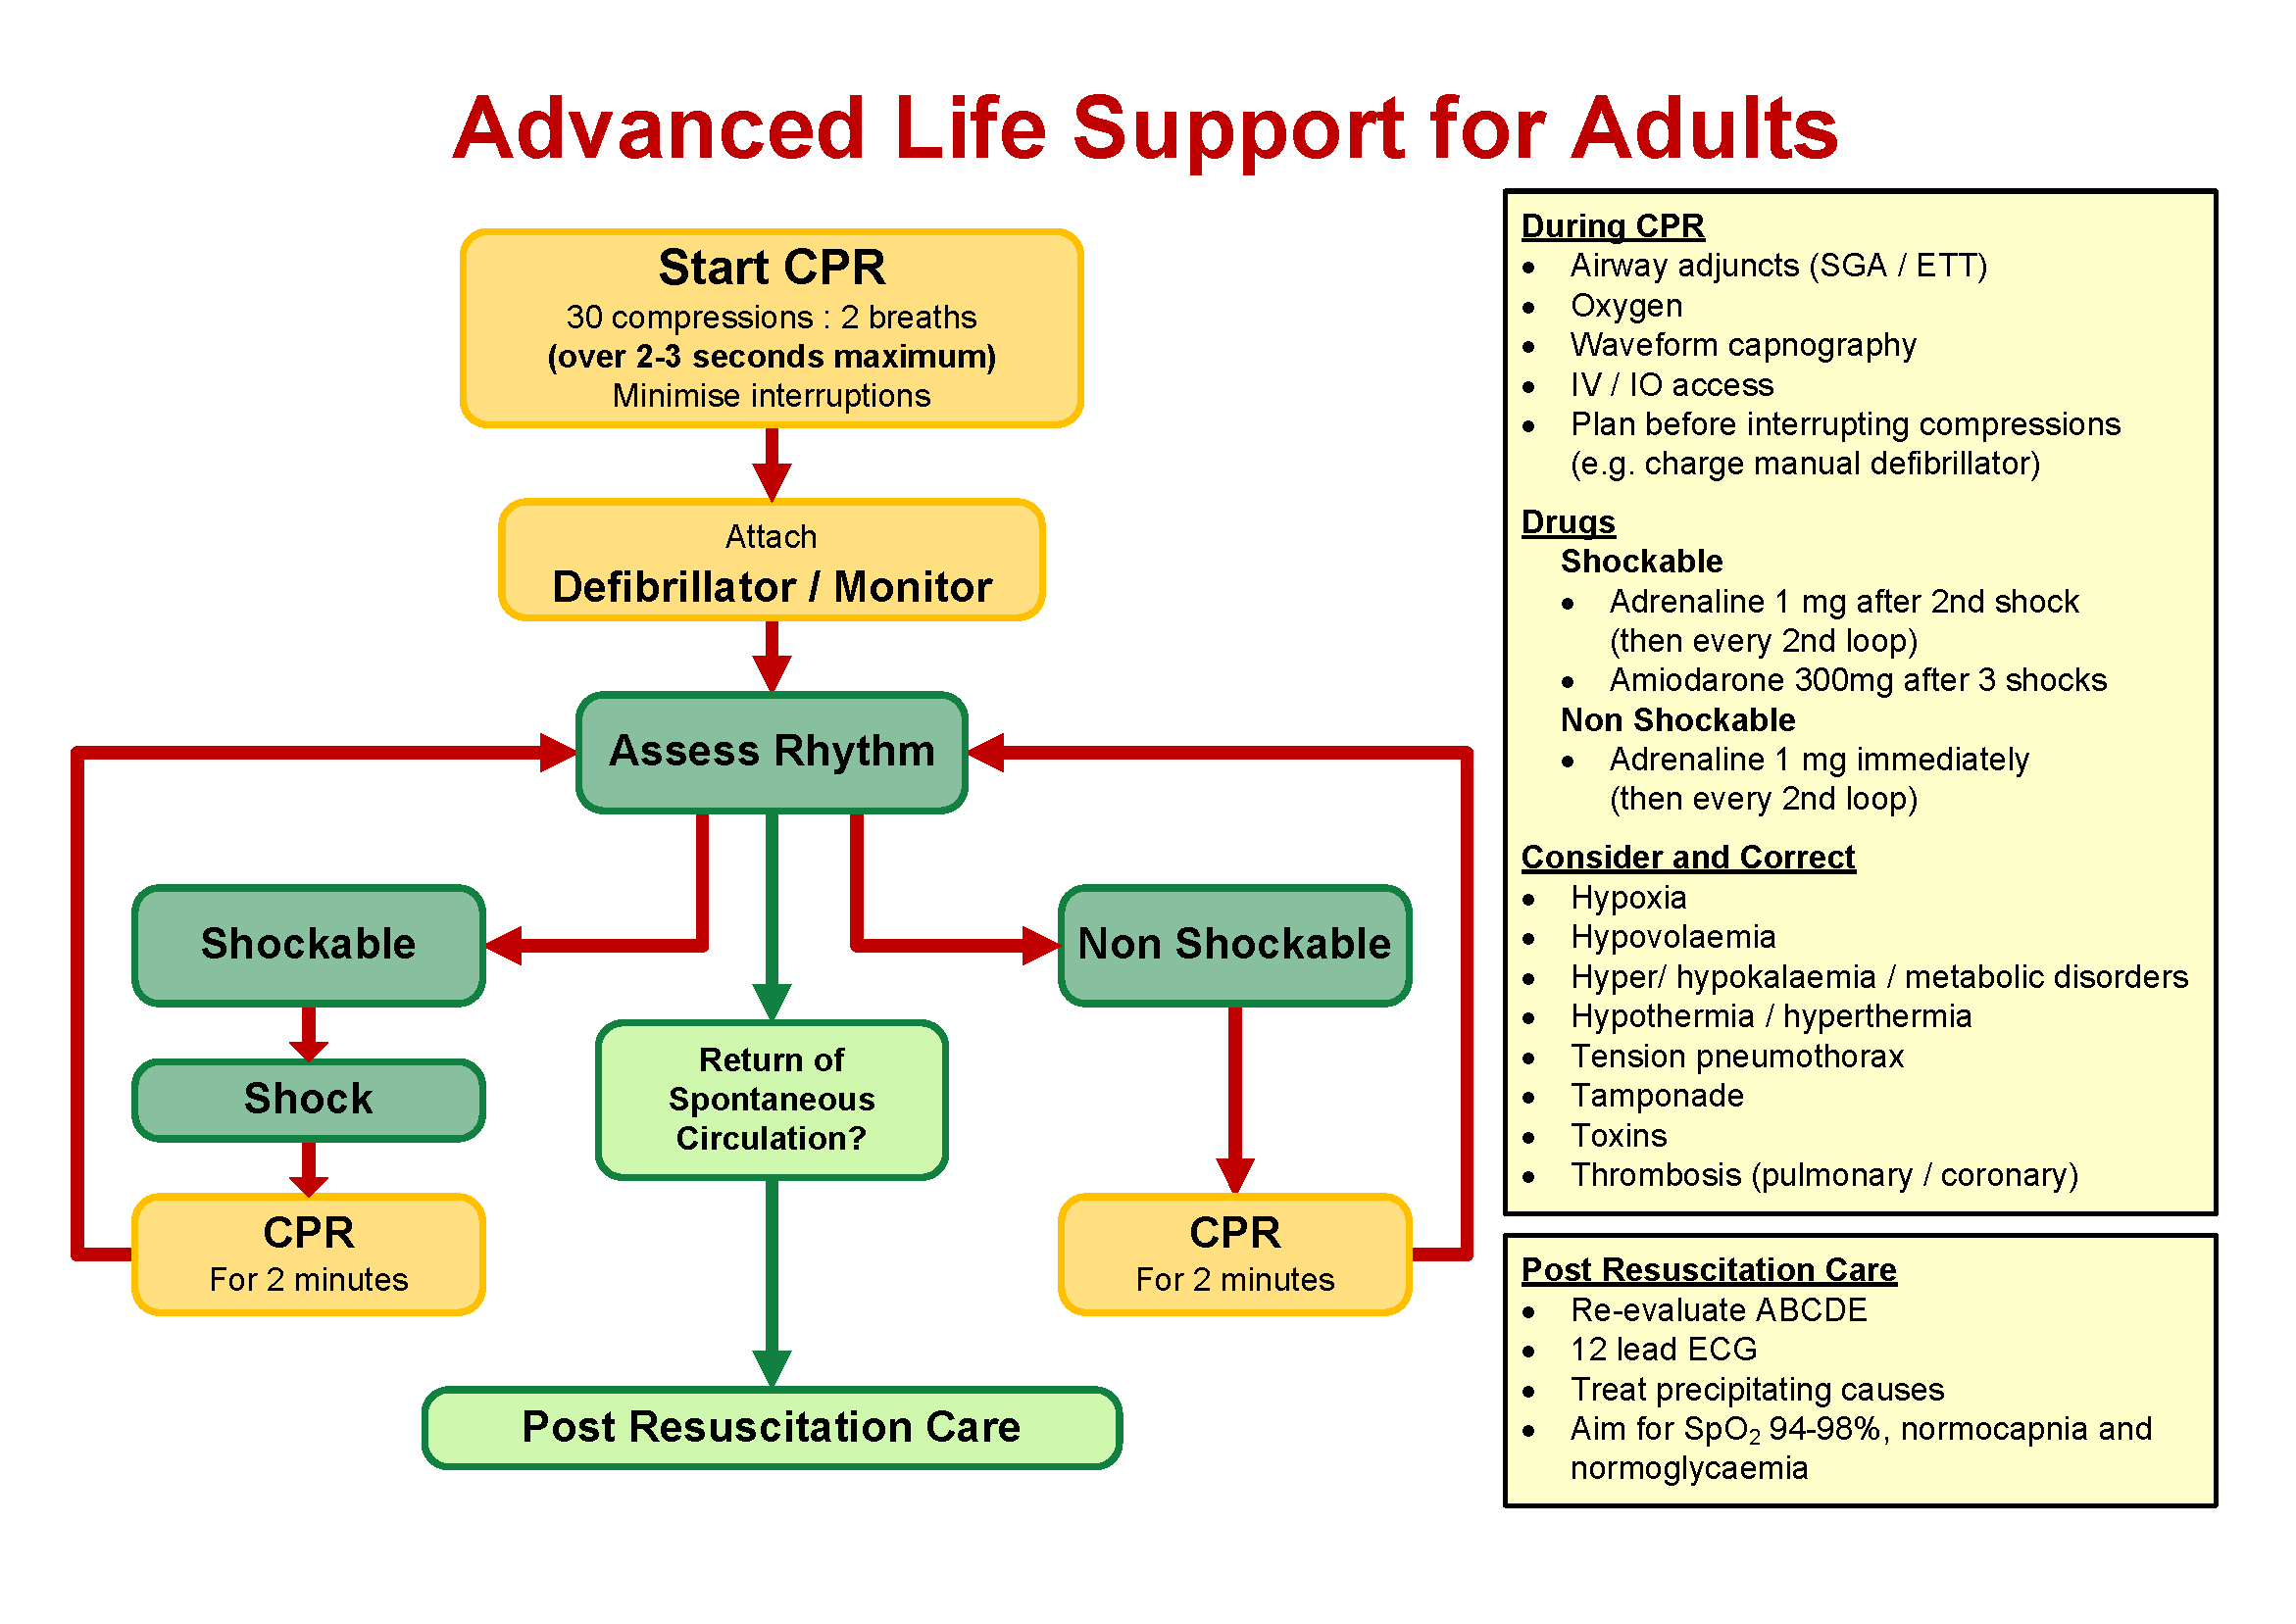 Advanced Life Support for Adults
Start CPR
30 compressions : 2 breaths
(over 2-3 seconds maximum)
Minimise interruptions
Attach
Defibrillator / Monitor
Assess Rhythm
Shockable
Non Shockable
Shock
Return of
Spontaneous
Circulation?
CPR
For 2 minutes
CPR
For 2 minutes
Post Resuscitation Care
During CPR
• Airway adjuncts (SGA / ETT)
• Oxygen
• Waveform capnography
• IV / IO access
• Plan before interrupting compressions
(e.g. charge manual defibrillator)
Drugs
Shockable
• Adrenaline 1 mg after 2nd shock
(then every 2nd loop)
• Amiodarone 300mg after 3 shocks
Non Shockable
• Adrenaline 1 mg immediately
(then every 2nd loop)
Consider and Correct
• Hypoxia
• Hypovolaemia
• Hyper/ hypokalaemia / metabolic disorders
• Hypothermia / hyperthermia
• Tension pneumothorax
• Tamponade
• Toxins
• Thrombosis (pulmonary / coronary)
Post Resuscitation Care
• Re-evaluate ABCDE
• 12 lead ECG
• Treat precipitating causes
• Aim for SpO₂ 94-98%, normocapnia and
normoglycaemia